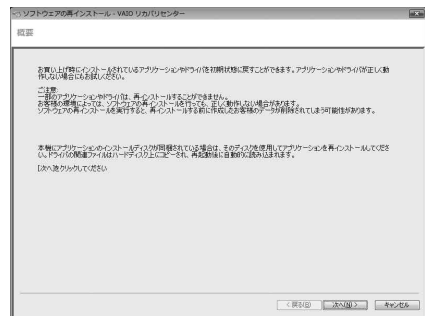 ソフトウェアの再インストール - VAIO リカバリセンター
概要
お買い上げ時にインストールされているアプリケーションやドライバを初期状態に戻すことができます。アプリケーションやドライバが正しく動
作しない場合にもお試しください。
ご注意:
一部のアプリケーションやドライバは、再インストールすることができません。
お客様の環境によっては、ソフトウェアの再インストールを行っても、正しく動作しない場合があります。
ソフトウェアの再インストールを実行すると、再インストールする前に作成したお客様のデータが削除されてしまう可能性があります。
本機にアプリケーションのインストールディスクが同梱されている場合は、そのディスクを使用してアプリケーションを再インストールしてくださ
い。ドライバの関連ファイルはハードディスク上にコピーされ、再起動後に自動的に読み込まれます。
[次へ]をクリックしてください
< 戻る(B)
次へ(N) >
キャンセル